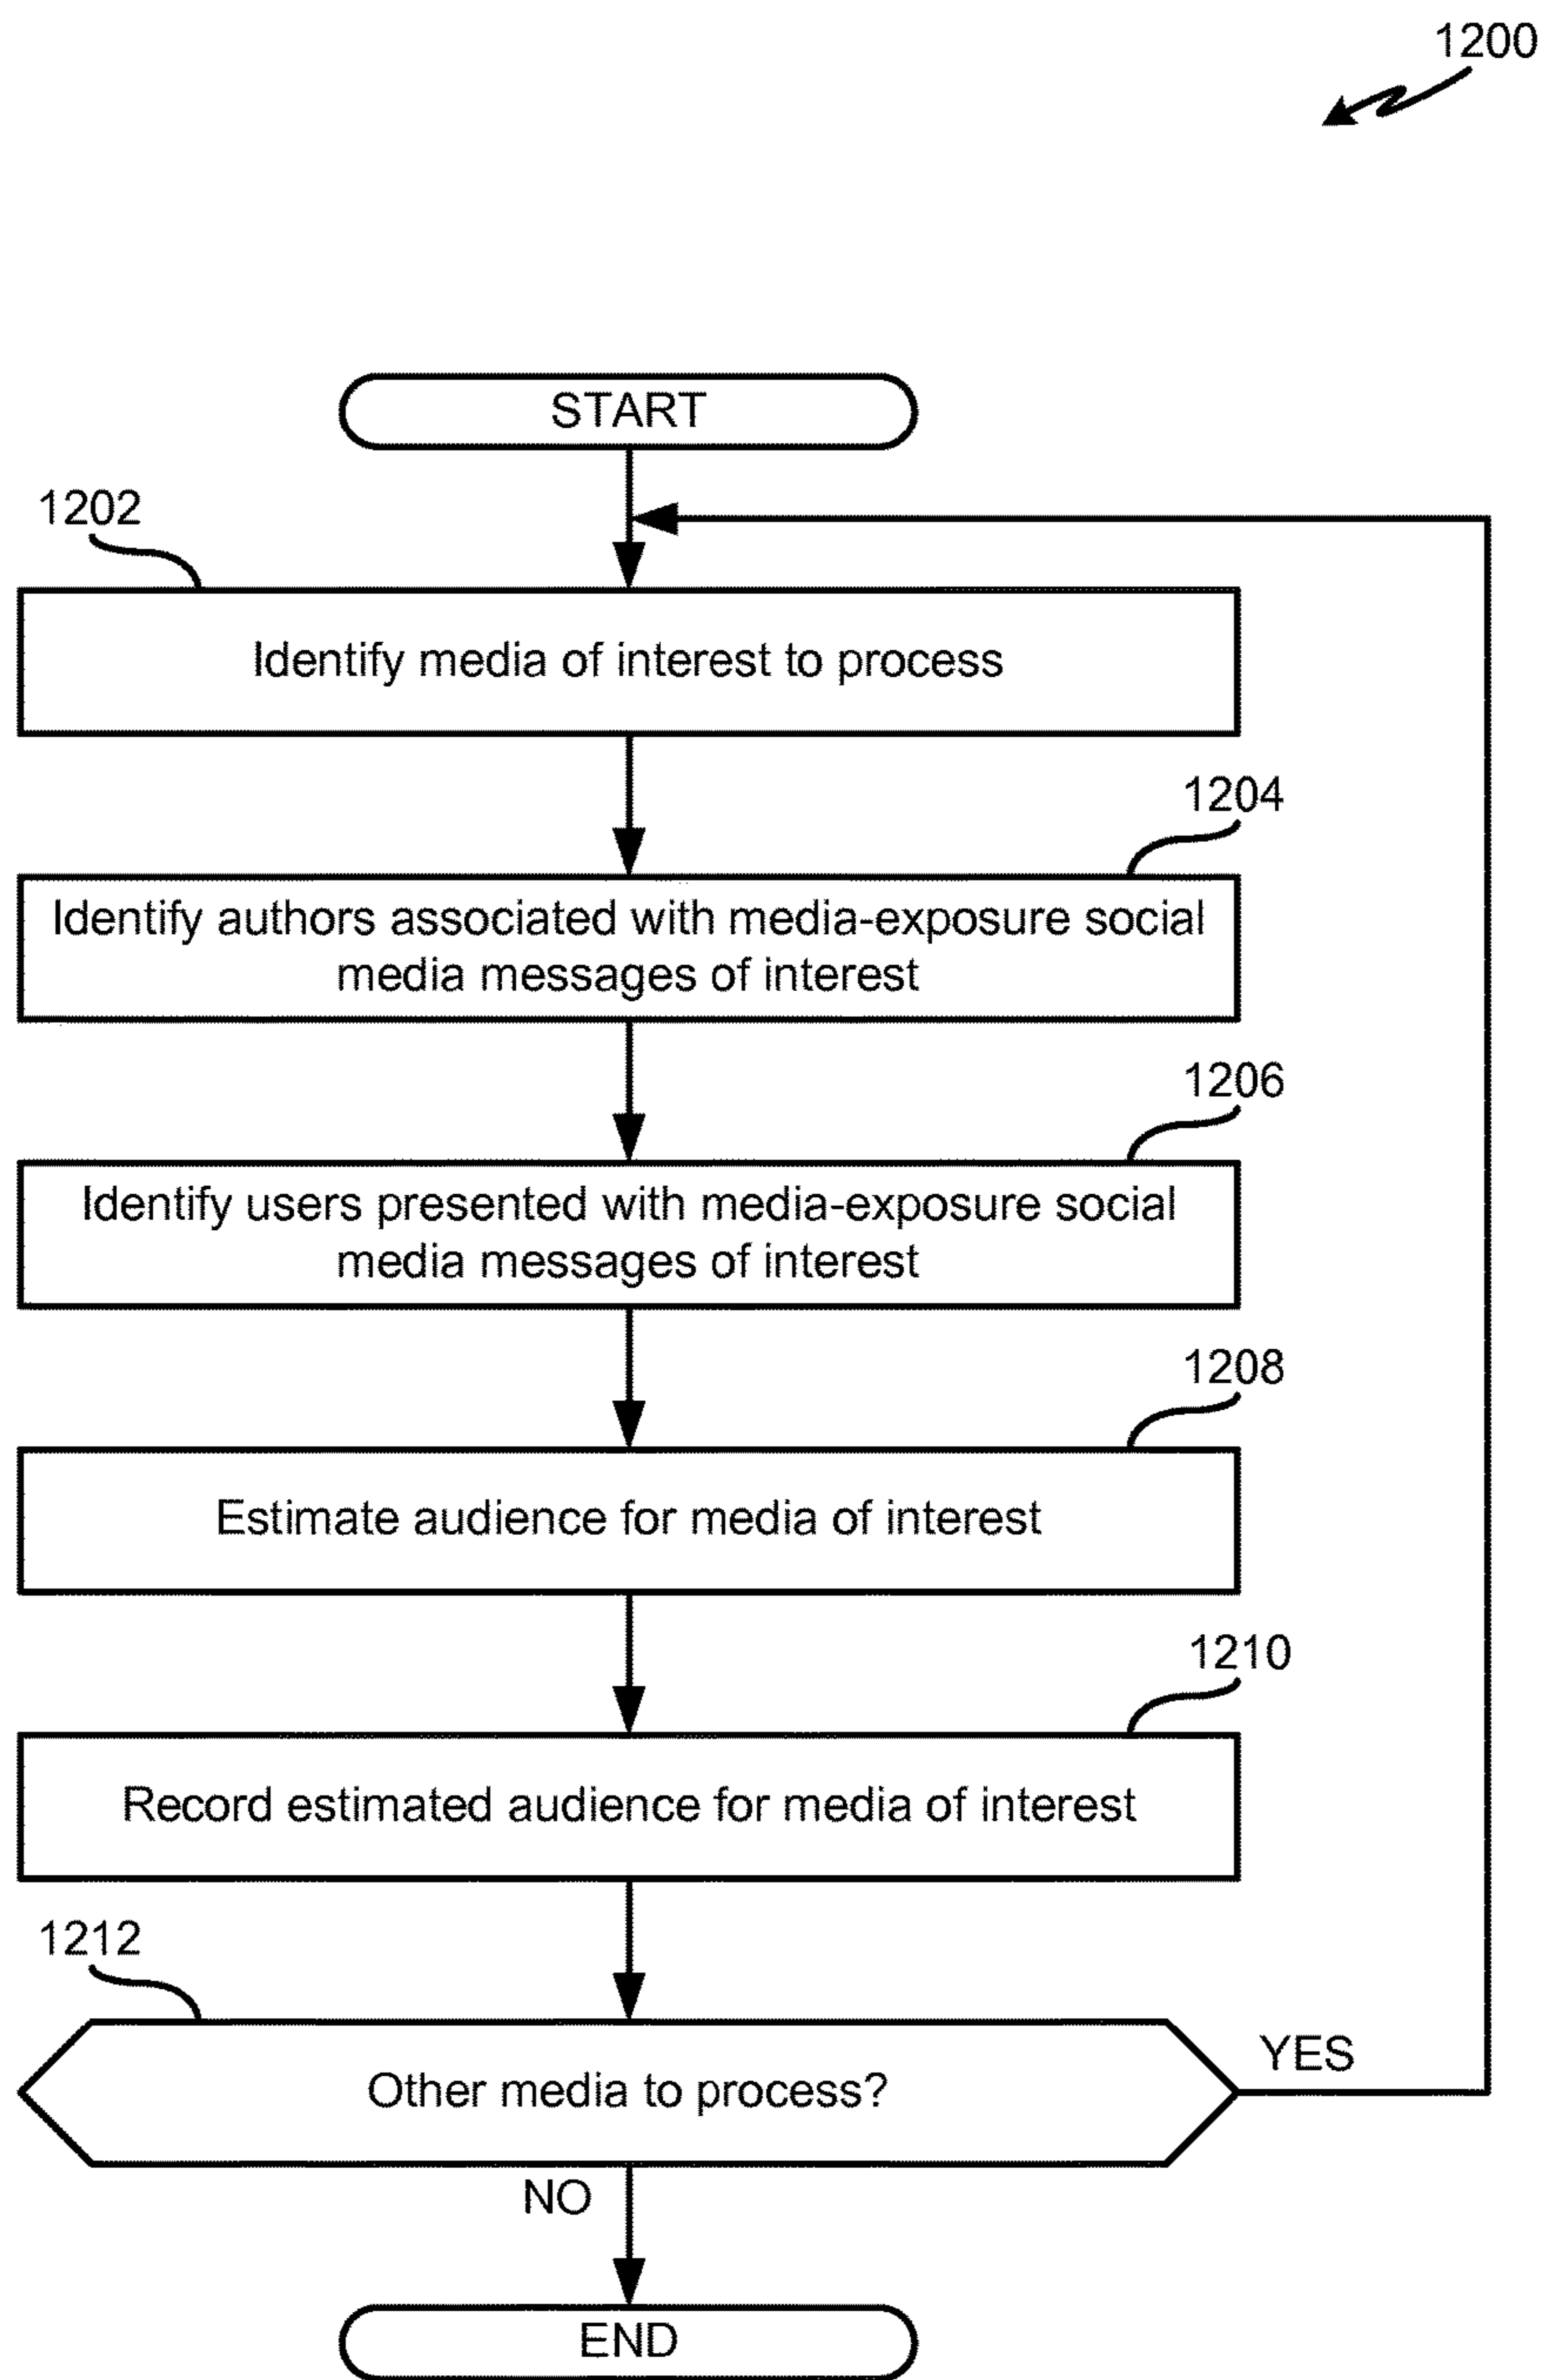 1200
START
1202
Identify media of interest to process
1204
Identify authors associated with media-exposure social
media messages of interest
1206
Identify users presented with media-exposure social
media messages of interest
1208
Estimate audience for media of interest
1210
Record estimated audience for media of interest
1212
Other media to process?
YES
NO
END